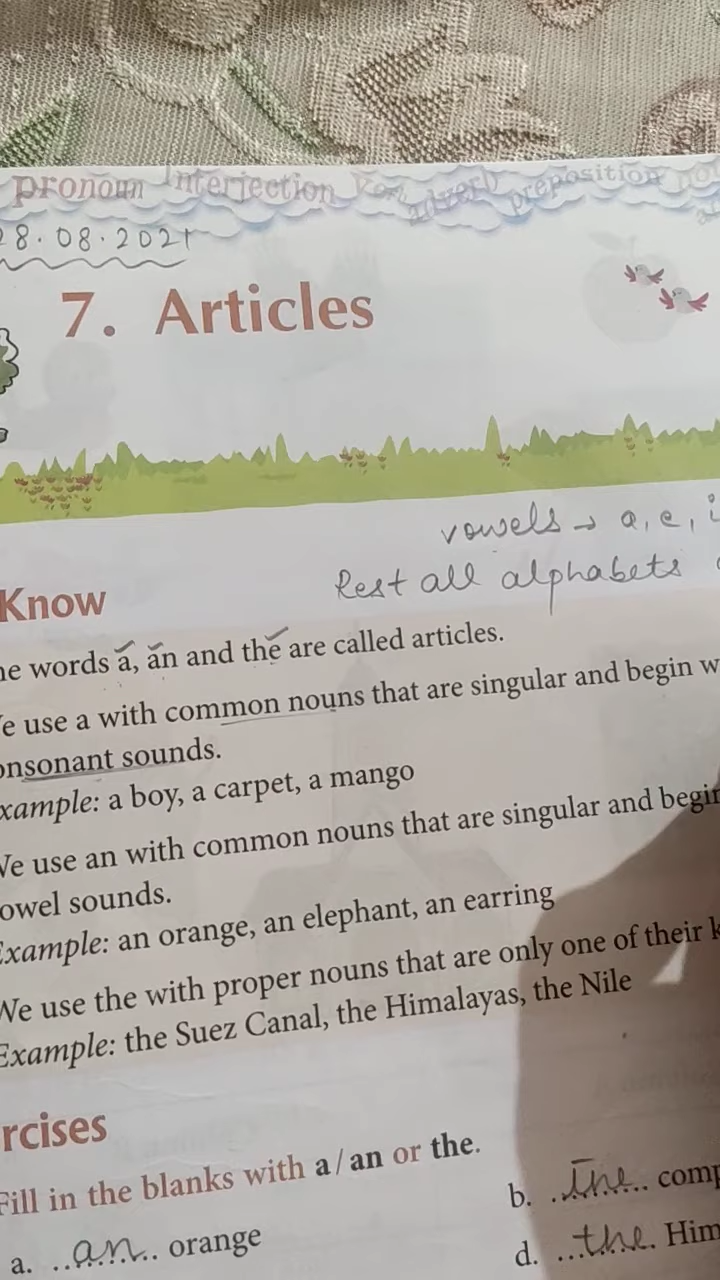 pronoun Interjection adverb preposition
28.08.2021
7. Articles
vowels → a, e, i
Rest all alphabets
Know
he words a, an and the are called articles.
e use a with common nouns that are singular and begin w
onsonant sounds.
xample: a boy, a carpet, a mango
We use an with common nouns that are singular and begin
owel sounds.
Example: an orange, an elephant, an earring
We use the with proper nouns that are only one of their k
Example: the Suez Canal, the Himalayas, the Nile
rcises
Fill in the blanks with a/an or the.
a. ..an.. orange
b. ..The.. comp
d. ...the. Him